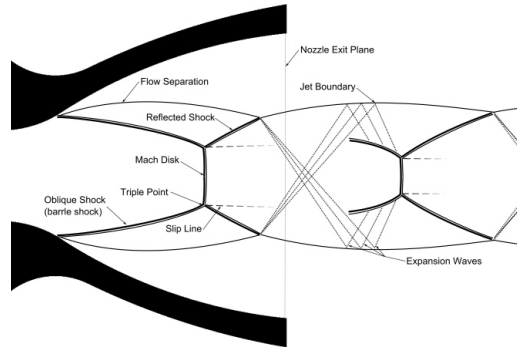 Nozzle Exit Plane
Flow Separation
Jet Boundary
Reflected Shock
Mach Disk
Triple Point
Oblique Shock
(barrle shock)
Slip Line
Expansion Waves